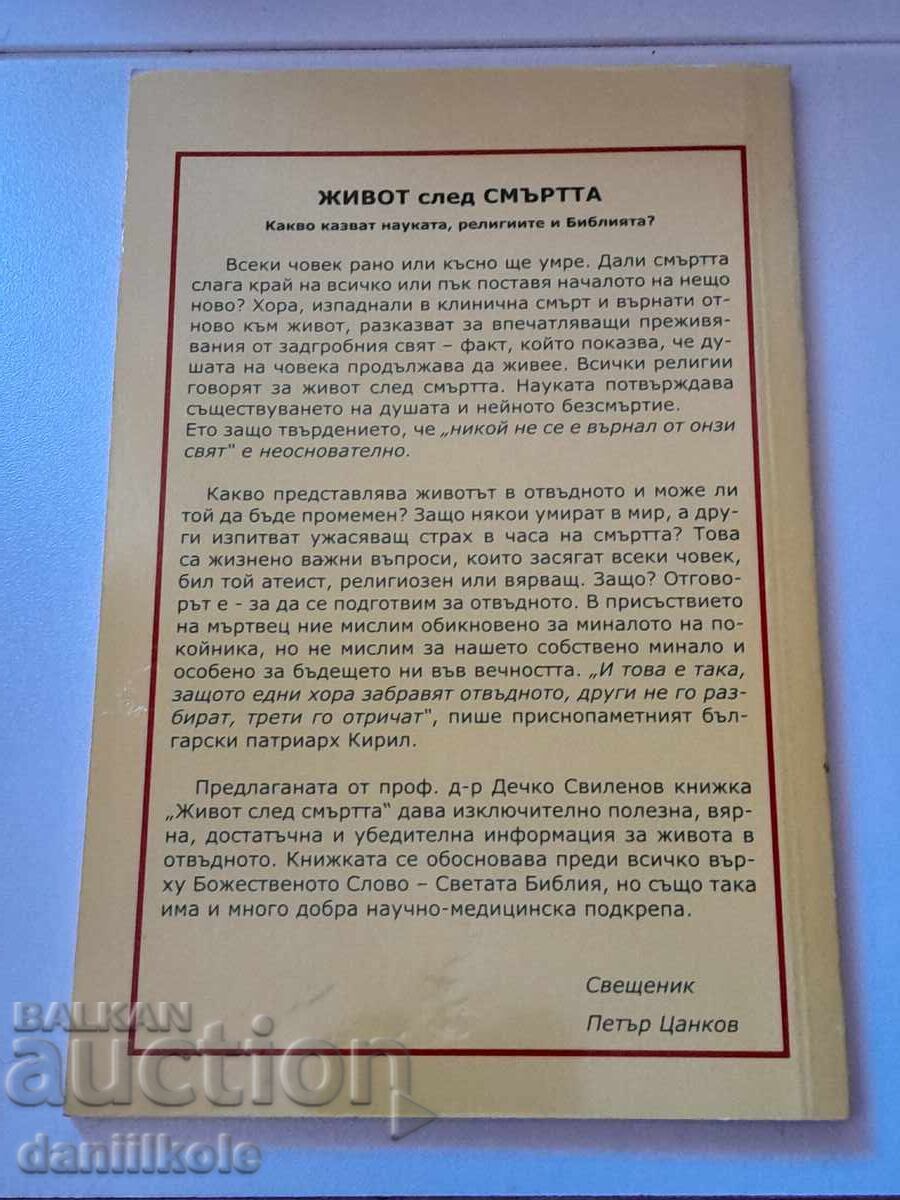 ЖИВОТ след СМЪРТТА
Какво казват науката, религиите и Библията?
Всеки човек рано или късно ще умре. Дали смъртта
слага край на всичко или пък поставя началото на нещо
ново? Хора, изпаднали в клинична смърт и върнати от-
ново към живот, разказват за впечатляващи преживя-
вания от задгробния свят – факт, който показва, че ду-
шата на човека продължава да живее. Всички религии
говорят за живот след смъртта. Науката потвърждава
съществуването на душата и нейното безсмъртие.
Ето защо твърдението, че „никой не се е върнал от онзи
свят" е неоснователно.
Какво представлява животът в отвъдното и може ли
той да бъде промемен? Защо някои умират в мир, а дру-
ги изпитват ужасяващ страх в часа на смъртта? Това
са жизнено важни въпроси, които засягат всеки човек,
бил той атеист, религиозен или вярващ. Защо? Отгово-
рът е - за да се подготвим за отвъдното. В присъствието
на мъртвец ние мислим обикновено за миналото на по-
койника, но не мислим за нашето собствено минало и
особено за бъдещето ни във вечността. „И това е така,
защото едни хора забравят отвъдното, други не го раз-
бират, трети го отричат", пише приснопаметният бъл-
гарски патриарх Кирил.
Предлаганата от проф. д-р Дечко Свиленов книжка
„Живот след смъртта“ дава изключително полезна, вяр-
на, достатъчна и убедителна информация за живота в
отвъдното. Книжката се обосновава преди всичко вър-
ху Божественото Слово – Светата Библия, но също така
има и много добра научно-медицинска подкрепа.
Свещеник
Петър Цанков
BALKAN
auction
daniilkole